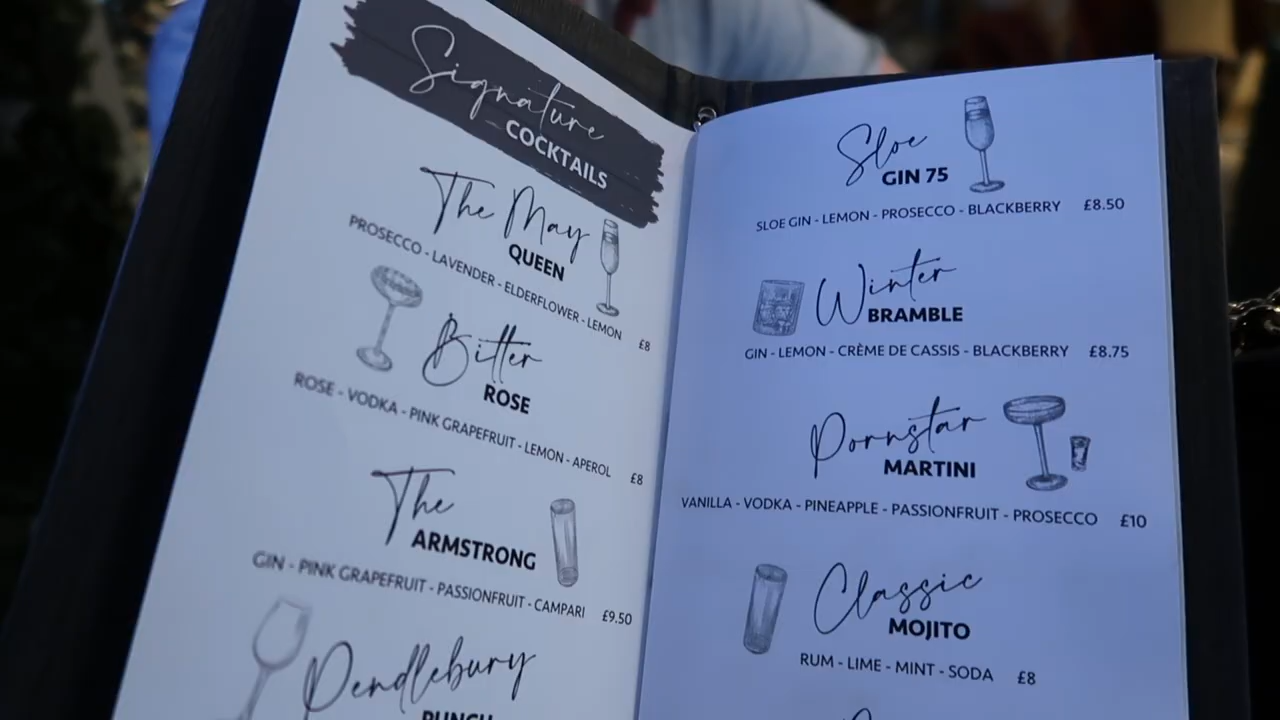 Signature
COCKTAILS
The May
QUEEN
PROSECCO - LAVENDER - ELDERFLOWER - LEMON £8
Bitter
ROSE
ROSE - VODKA - PINK GRAPEFRUIT - LEMON - APEROL £8
The
ARMSTRONG
GIN - PINK GRAPEFRUIT - PASSIONFRUIT - CAMPARI £9.50
Pendlebury
PUNCH
Sloe
GIN 75
SLOE GIN - LEMON - PROSECCO - BLACKBERRY £8.50
Winter
BRAMBLE
GIN - LEMON - CRÈME DE CASSIS - BLACKBERRY £8.75
Pornstar
MARTINI
VANILLA - VODKA - PINEAPPLE - PASSIONFRUIT - PROSECCO £10
Classic
MOJITO
RUM - LIME - MINT - SODA £8